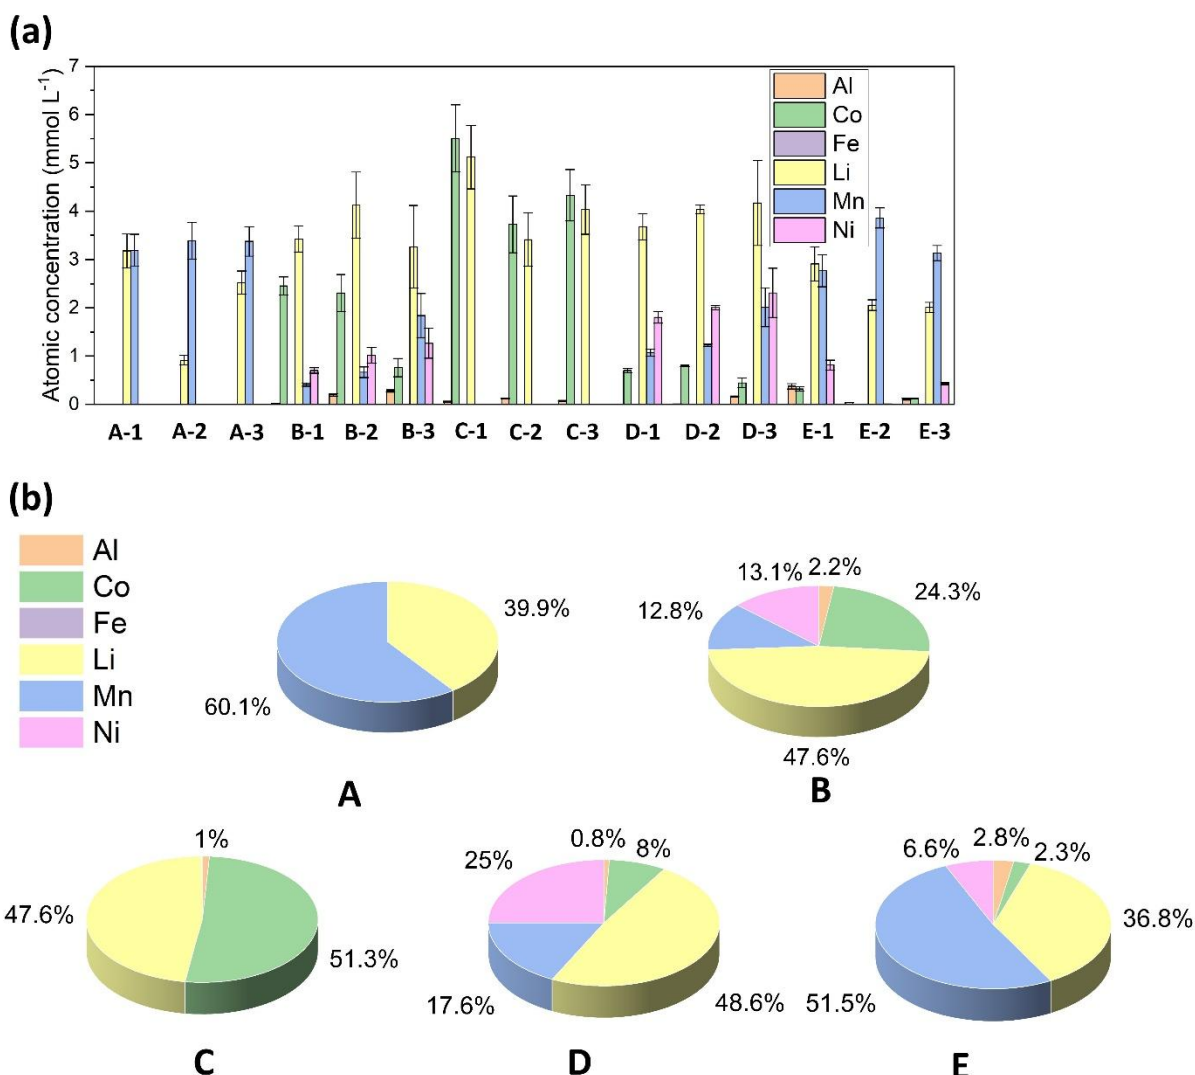 (a)
Atomic concentration (mmol L⁻¹)
7
6
5
4
3
2
1
0
Al
Co
Fe
Li
Mn
Ni
A-1 A-2 A-3 B-1 B-2 B-3 C-1 C-2 C-3 D-1 D-2 D-3 E-1 E-2 E-3
(b)
Al
Co
Fe
Li
Mn
Ni
39.9%
60.1%
A
13.1% 2.2%
24.3%
12.8%
47.6%
B
1%
47.6%
51.3%
C
0.8%
8%
25%
17.6%
48.6%
D
2.8%
6.6%
2.3%
36.8%
51.5%
E